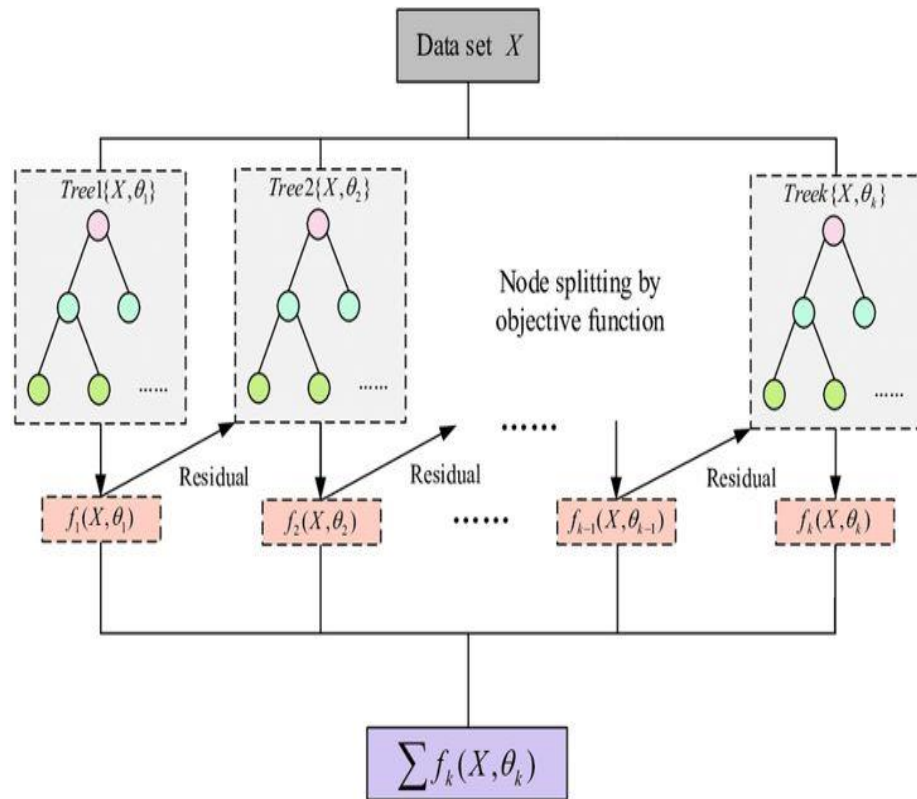 Data set X
Tree1{X,θ₁}
Tree2{X,θ₂}
Treek{X,θₖ}
Node splitting by
objective function
......
......
......
......
Residual
Residual
Residual
f₁(X,θ₁)
f₂(X,θ₂)
......
fₖ₋₁(X,θₖ₋₁)
fₖ(X,θₖ)
∑fₖ(X,θₖ)